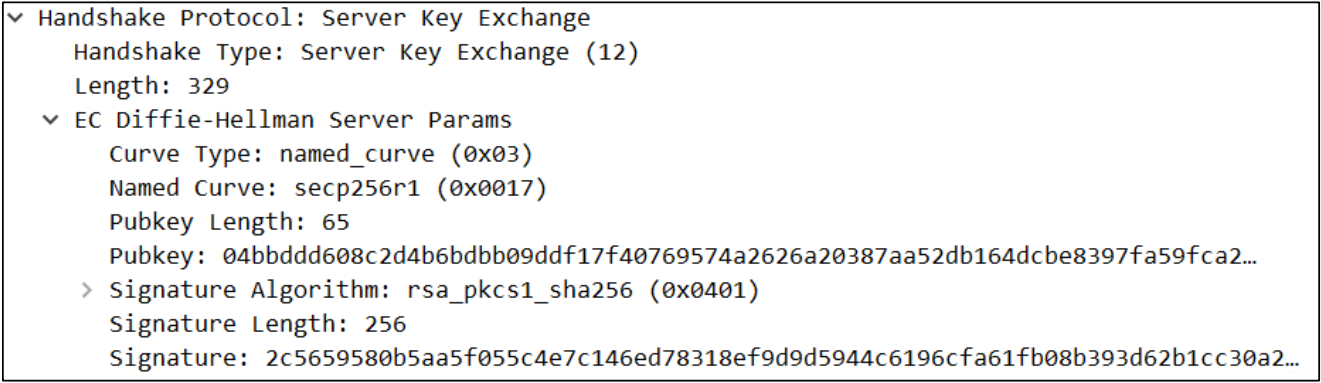 Handshake Protocol: Server Key Exchange
Handshake Type: Server Key Exchange (12)
Length: 329
EC Diffie-Hellman Server Params
Curve Type: named_curve (0x03)
Named Curve: secp256r1 (0x0017)
Pubkey Length: 65
Pubkey: 04bbddd608c2d4b6bdbb09ddf17f40769574a2626a20387aa52db164dcbe8397fa59fca2…
Signature Algorithm: rsa_pkcs1_sha256 (0x0401)
Signature Length: 256
Signature: 2c5659580b5aa5f055c4e7c146ed78318ef9d9d5944c6196cfa61fb08b393d62b1cc30a2…